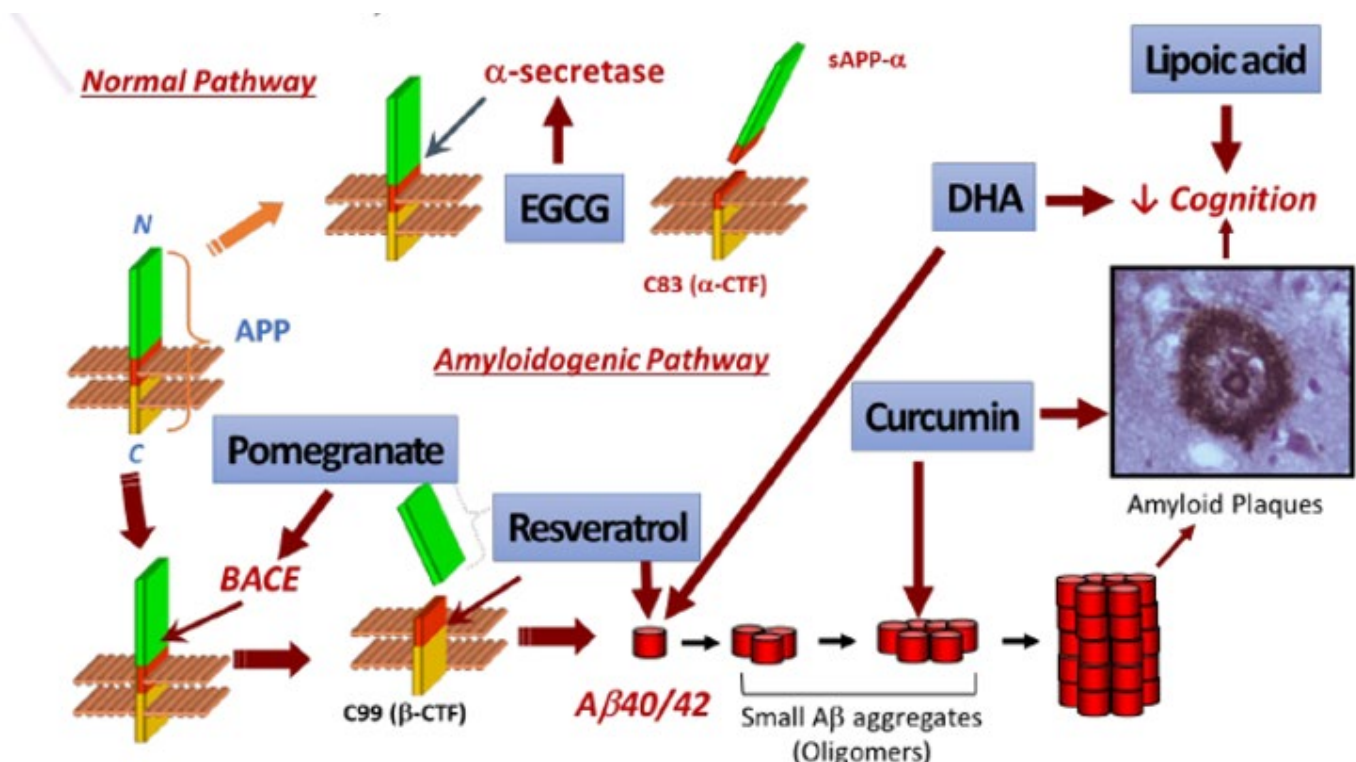 Normal Pathway
α-secretase
sAPP-α
Lipoic acid
EGCG
DHA
↓ Cognition
N
APP
C
C83 (α-CTF)
Amyloidogenic Pathway
Curcumin
Pomegranate
Resveratrol
Amyloid Plaques
BACE
C99 (β-CTF)
Aβ40/42
Small Aβ aggregates
(Oligomers)